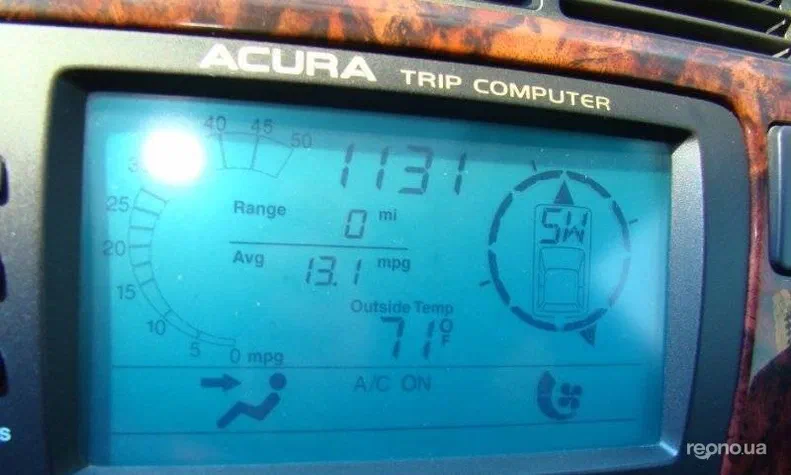 ACURA TRIP COMPUTER
40 45 50
1131
25
Range 0 mi
SW
20
Avg 13.1 mpg
15
Outside Temp
10
71°F
5 0 mpg
A/C ON
s
reono.ua